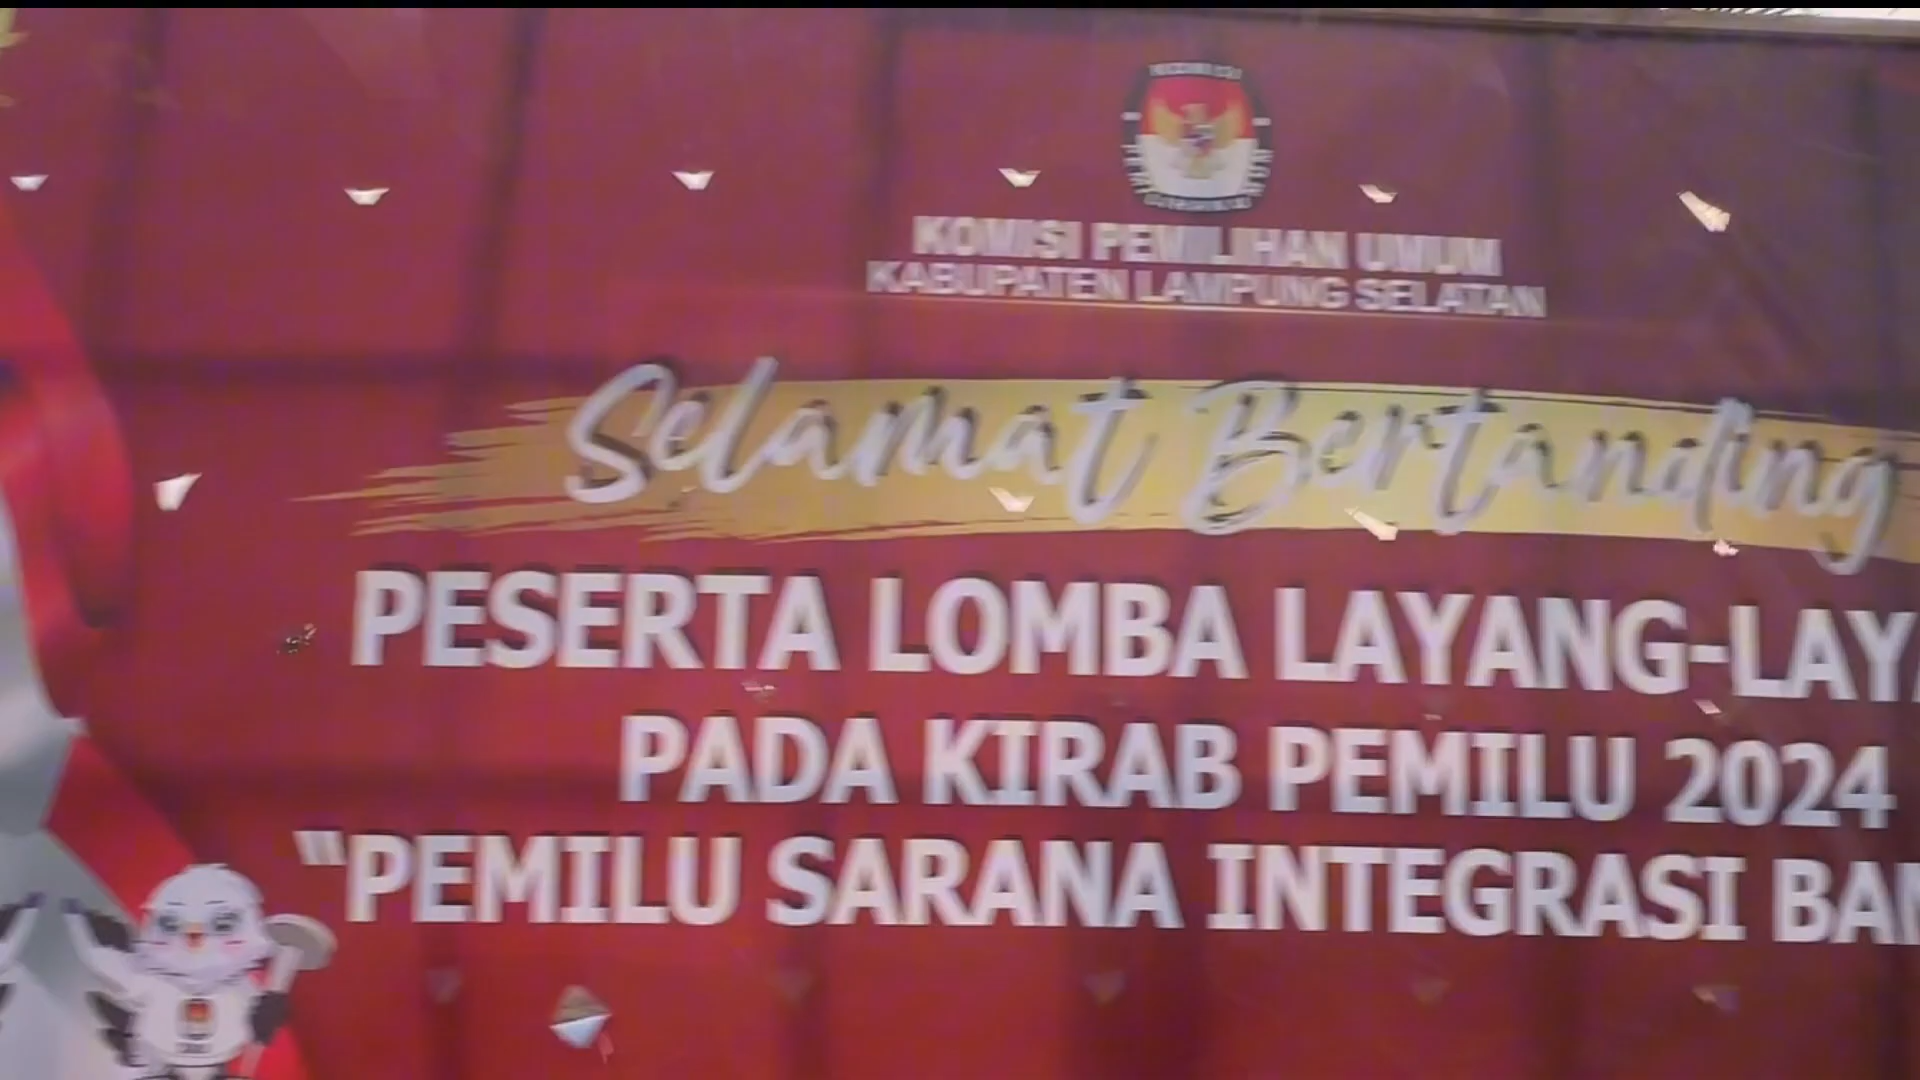 KOMISI PEMILIHAN UMUM
KABUPATEN LAMPUNG SELATAN
Selamat Bertanding
PESERTA LOMBA LAYANG-LAY
PADA KIRAB PEMILU 2024
“PEMILU SARANA INTEGRASI BAN